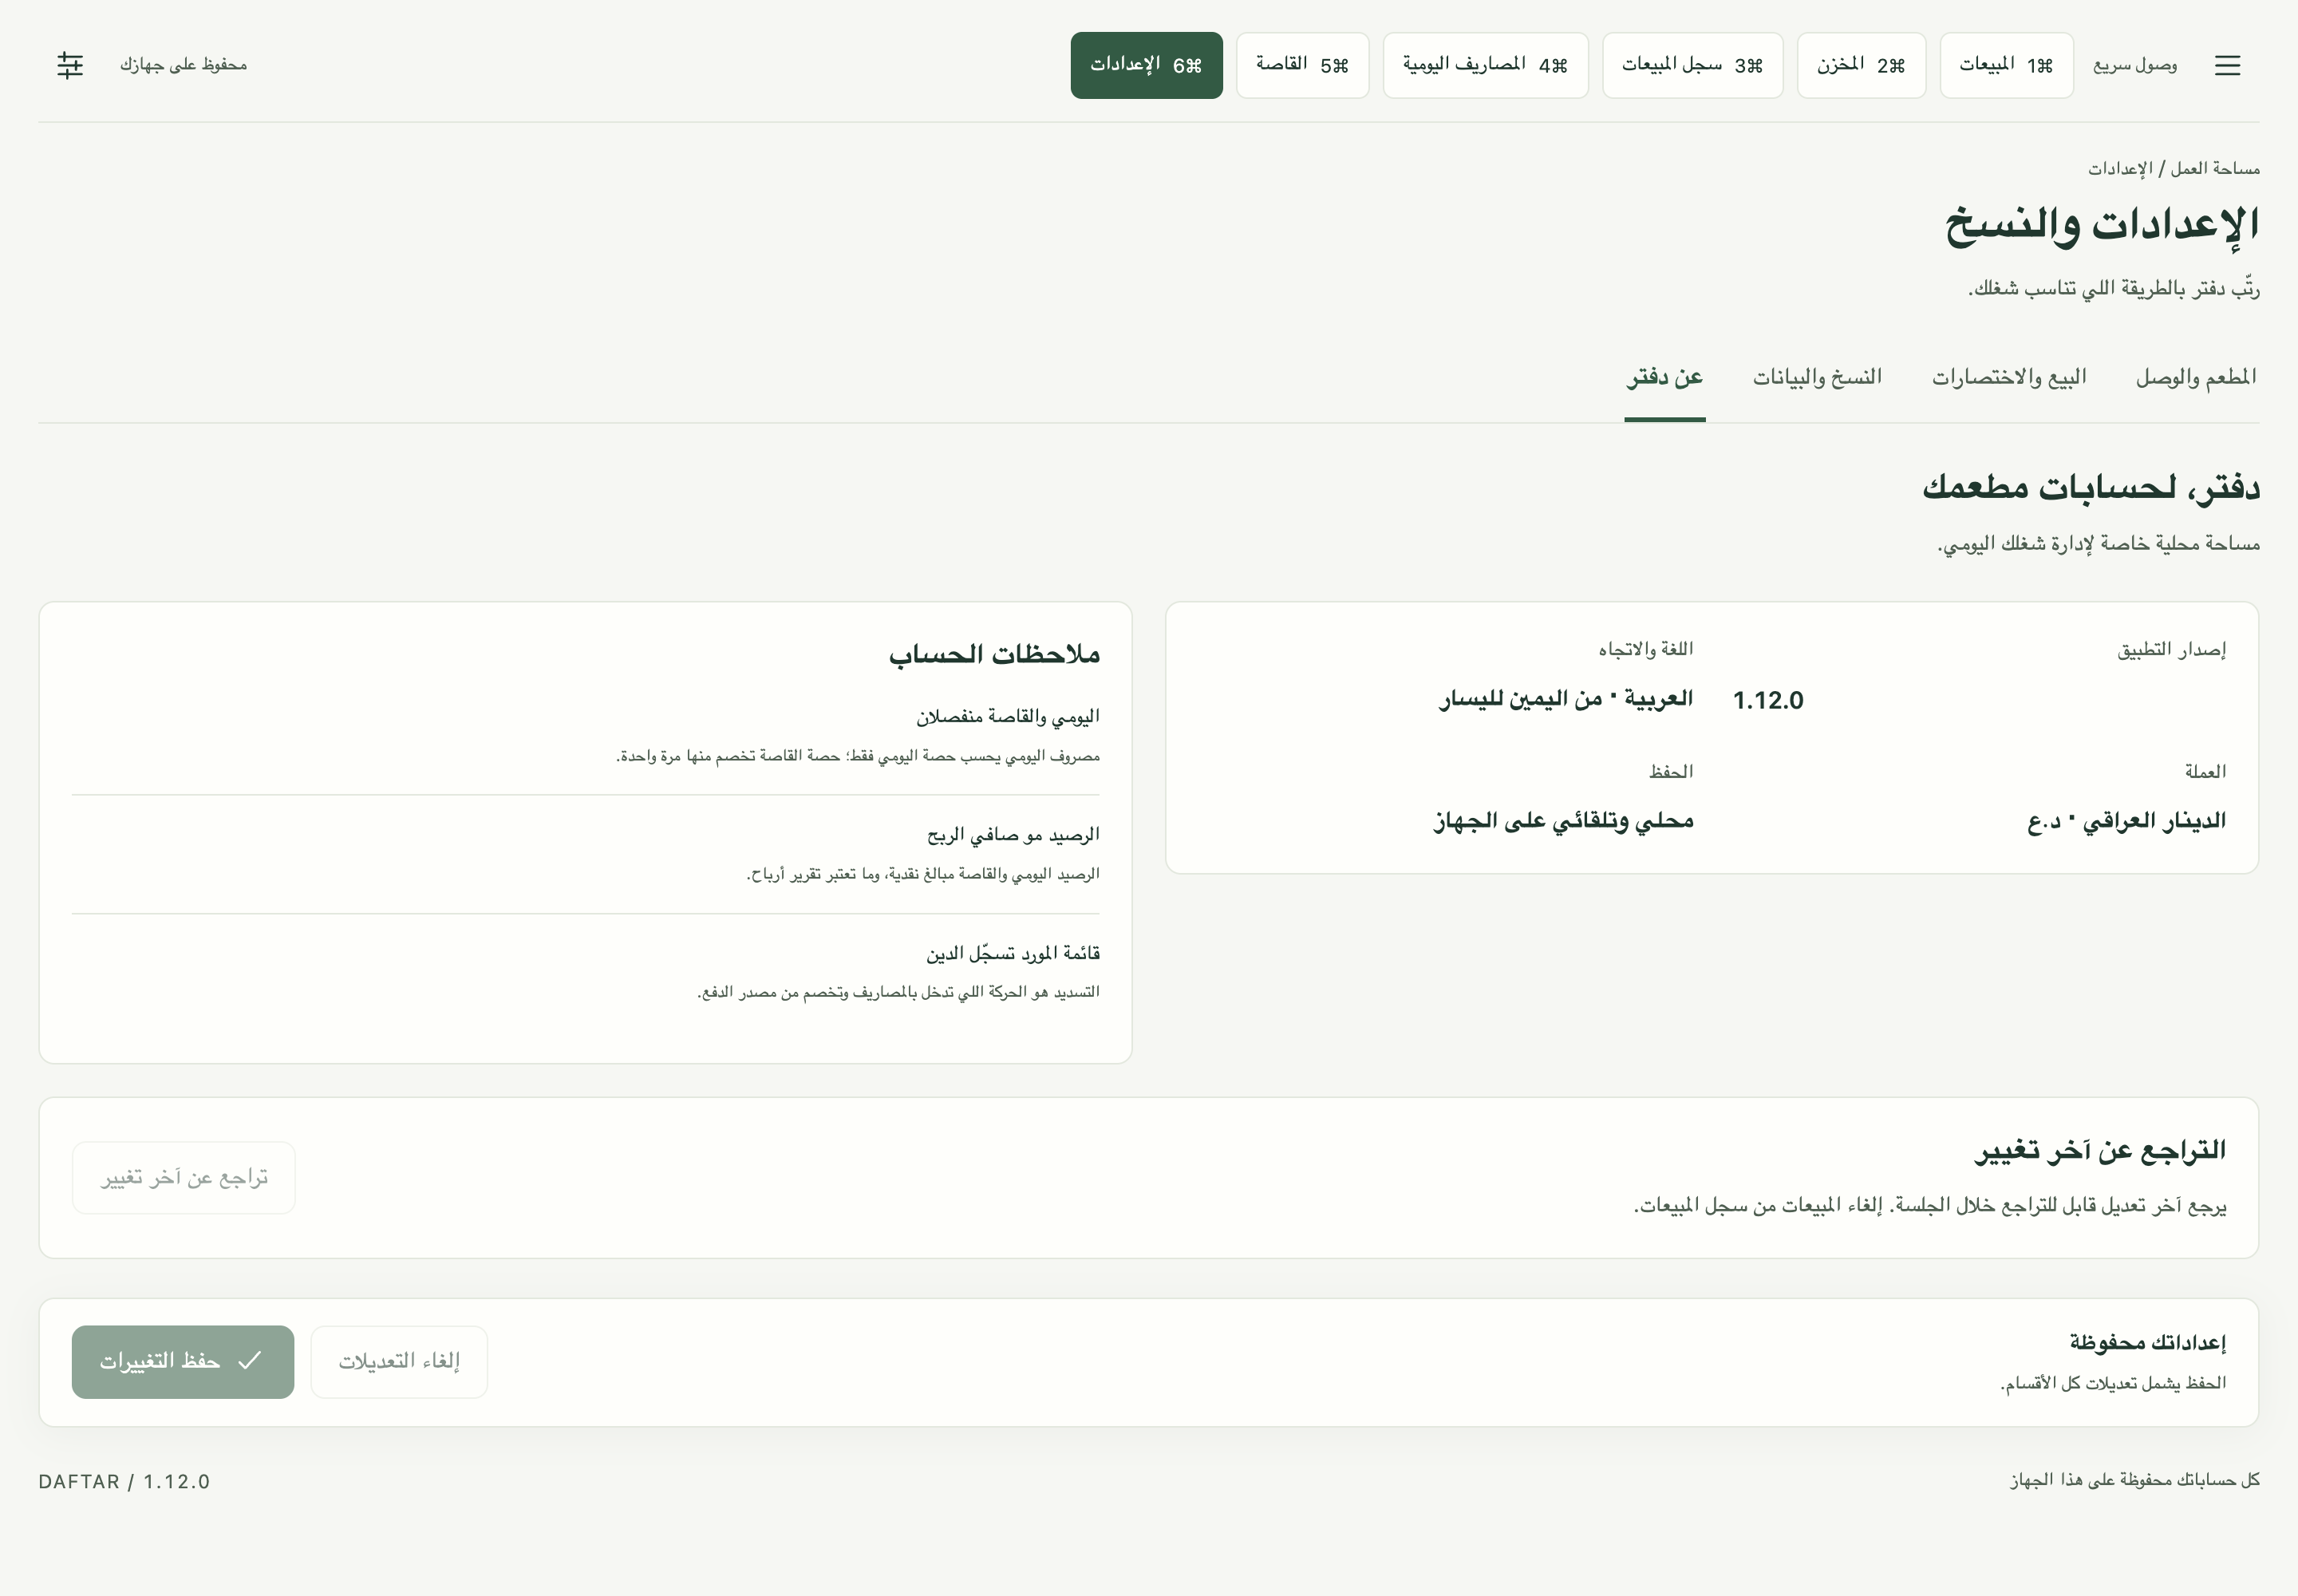 وصول سريع
⌘1 المبيعات
⌘2 المخزن
⌘3 سجل المبيعات
⌘4 المصاريف اليومية
⌘5 القاصة
⌘6 الإعدادات
محفوظ على جهازك
مساحة العمل / الإعدادات
الإعدادات والنسخ
رتّب دفتر بالطريقة اللي تناسب شغلك.
المطعم والوصل
البيع والاختصارات
النسخ والبيانات
عن دفتر
دفتر، لحسابات مطعمك
مساحة محلية خاصة لإدارة شغلك اليومي.
إصدار التطبيق
1.12.0
اللغة والاتجاه
العربية · من اليمين لليسار
العملة
الدينار العراقي · د.ع
الحفظ
محلي وتلقائي على الجهاز
ملاحظات الحساب
اليومي والقاصة منفصلان
مصروف اليومي يحسب حصة اليومي فقط؛ حصة القاصة تخصم منها مرة واحدة.
الرصيد مو صافي الربح
الرصيد اليومي والقاصة مبالغ نقدية، وما تعتبر تقرير أرباح.
قائمة المورد تسجّل الدين
التسديد هو الحركة اللي تدخل بالمصاريف وتخصم من مصدر الدفع.
التراجع عن آخر تغيير
يرجع آخر تعديل قابل للتراجع خلال الجلسة. إلغاء المبيعات من سجل المبيعات.
تراجع عن آخر تغيير
إعداداتك محفوظة
الحفظ يشمل تعديلات كل الأقسام.
إلغاء التعديلات
حفظ التغييرات
كل حساباتك محفوظة على هذا الجهاز
DAFTAR / 1.12.0